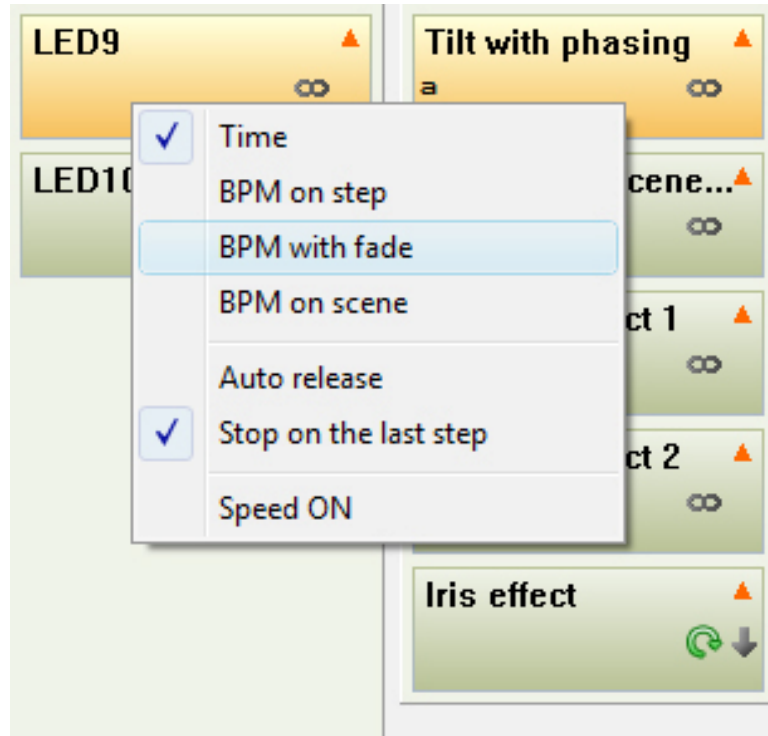 LED9
Tilt with phasing
a
Time
BPM on step
BPM with fade
BPM on scene
Auto release
Stop on the last step
Speed ON
LED10
cene...
ct 1
ct 2
Iris effect